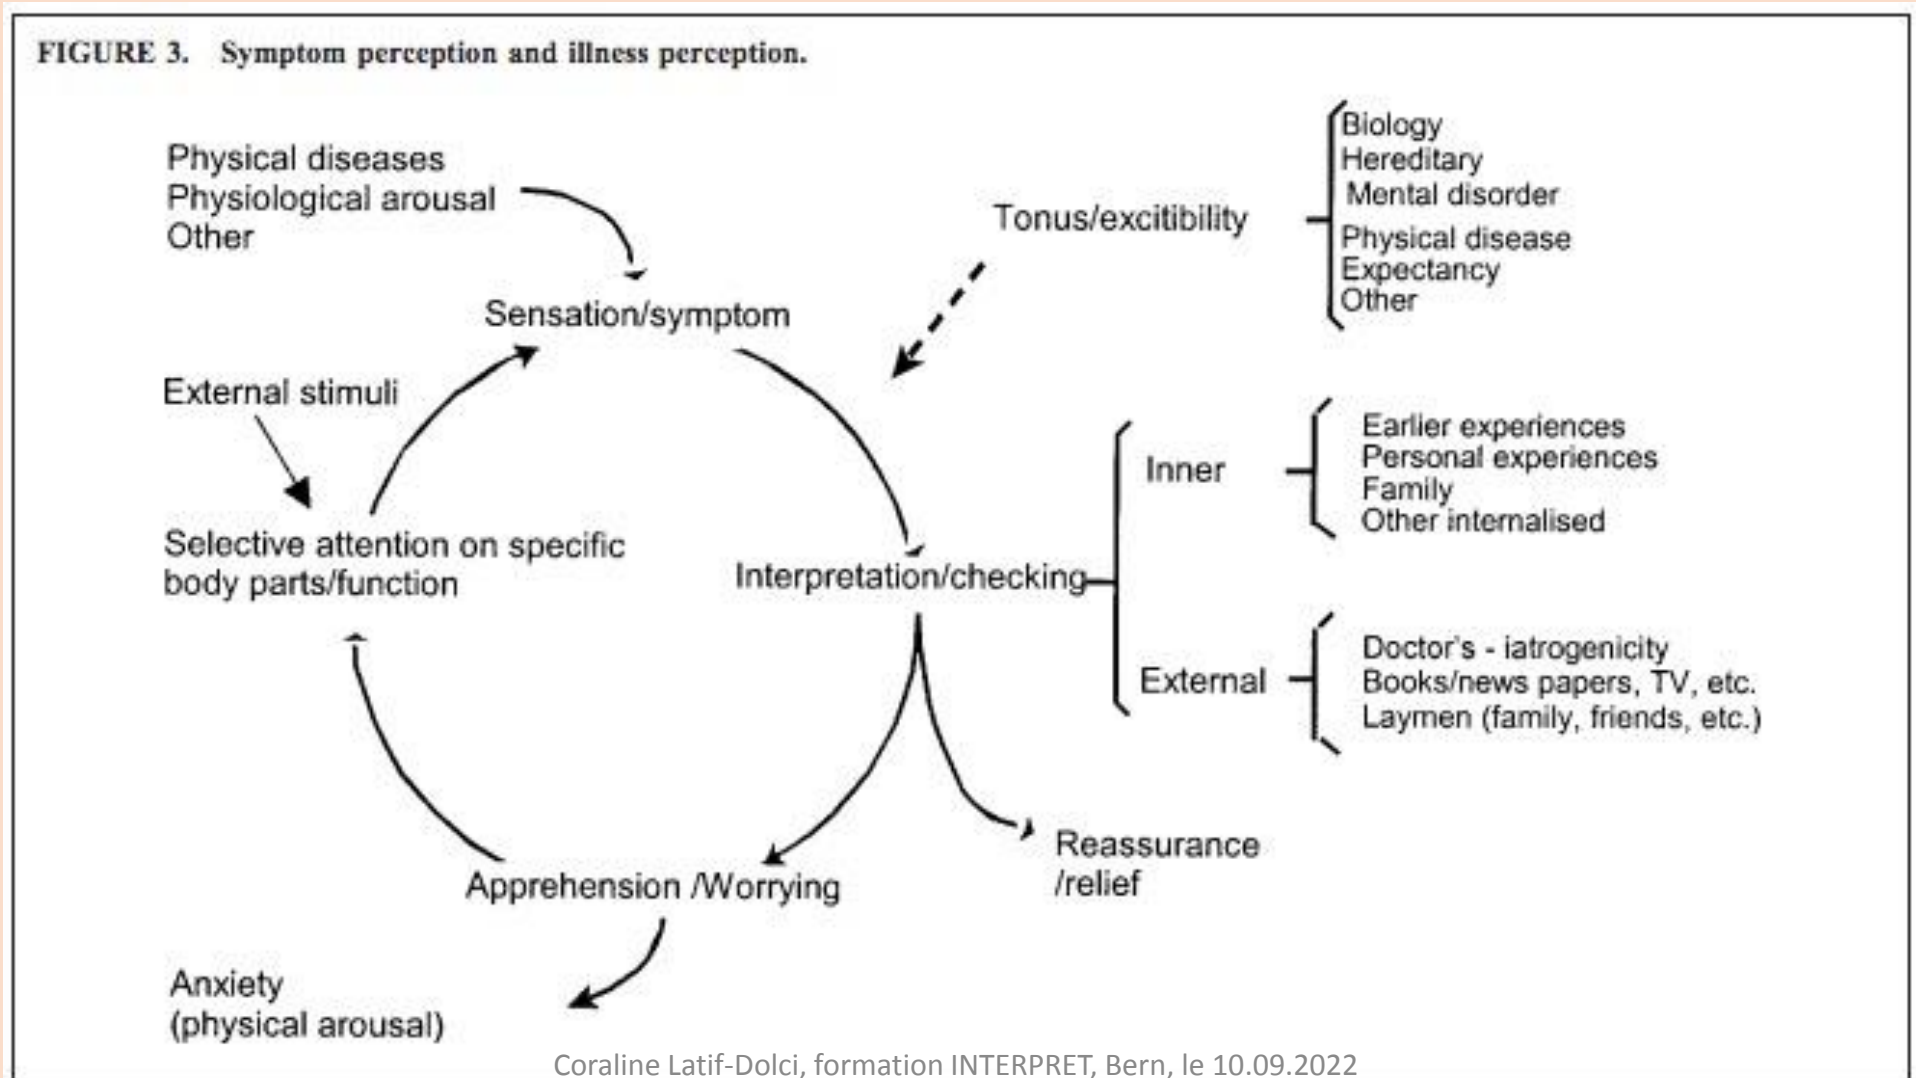 FIGURE 3. Symptom perception and illness perception.
Physical diseases
Physiological arousal
Other
Sensation/symptom
Tonus/excitibility
Biology
Hereditary
Mental disorder
Physical disease
Expectancy
Other
External stimuli
Selective attention on specific
body parts/function
Interpretation/checking
Inner
Earlier experiences
Personal experiences
Family
Other internalised
External
Doctor's - iatrogenicity
Books/news papers, TV, etc.
Laymen (family, friends, etc.)
Reassurance
/relief
Apprehension /Worrying
Anxiety
(physical arousal)
Coraline Latif-Dolci, formation INTERPRET, Bern, le 10.09.2022